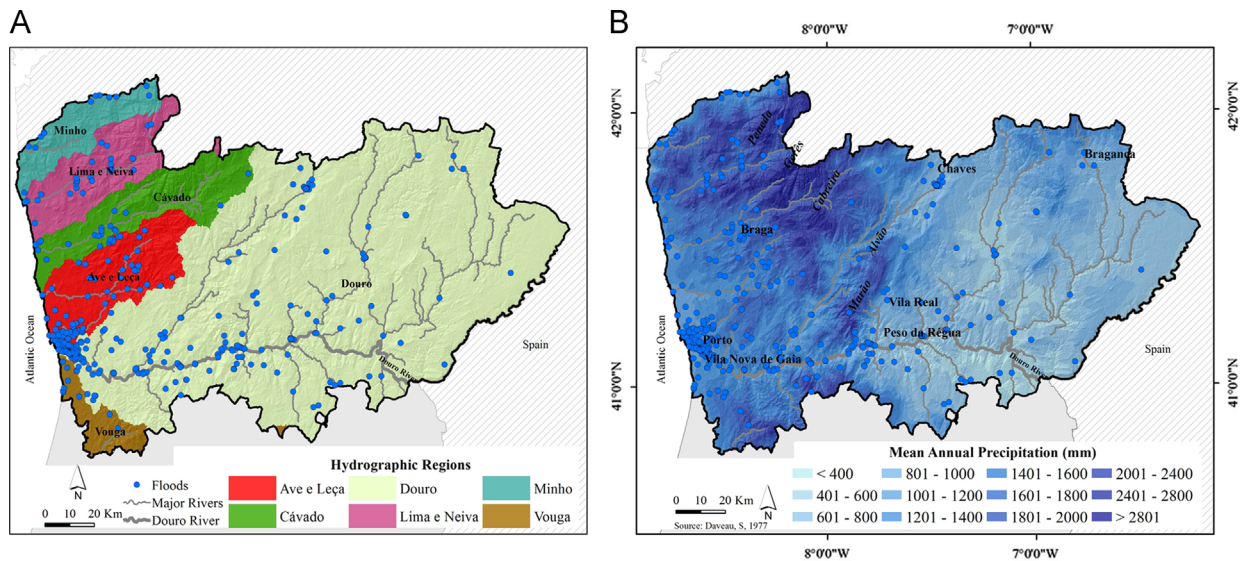 A
B
8°0'0"W
7°0'0"W
42°0'0"N
42°0'0"N
41°0'0"N
41°0'0"N
8°0'0"W
7°0'0"W
Minho
Lima e Neiva
Cávado
Ave e Leça
Douro
Vouga
Douro River
Atlantic Ocean
Spain
Hydrographic Regions
Floods
Major Rivers
Douro River
Ave e Leça
Douro
Minho
Cávado
Lima e Neiva
Vouga
N
0 10 20 Km
Peneda
Gerês
Cabreira
Alvão
Marão
Chaves
Bragança
Braga
Vila Real
Peso da Régua
Porto
Vila Nova de Gaia
Douro River
Atlantic Ocean
Spain
Mean Annual Precipitation (mm)
< 400
801 - 1000
1401 - 1600
2001 - 2400
401 - 600
1001 - 1200
1601 - 1800
2401 - 2800
601 - 800
1201 - 1400
1801 - 2000
> 2801
0 10 20 Km
N
Source: Daveau, S, 1977